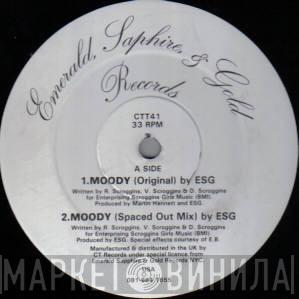 Emerald, Saphire, & Gold
Records
CTT41
33 RPM
A SIDE
1.MOODY (Original) by ESG
Written by R. Scroggins, V. Scroggins & D. Scroggins
for Enterprising Scroggins Girls Music (BMI).
Produced by Martin Hannett and ESG.
2.MOODY (Spaced Out Mix) by ESG
Written by R. Scroggins, V. Scroggins & D. Scroggins for
Enterprising Scroggins Girls Music (BMI).
Produced by ESG. Special effects courtesy of E.B.
Manufactured & distributed in the UK by
CT Records under special licence from
Emerald Saphire & Gold Records NYC.
USA
МАРКЕТ ВИНИЛА